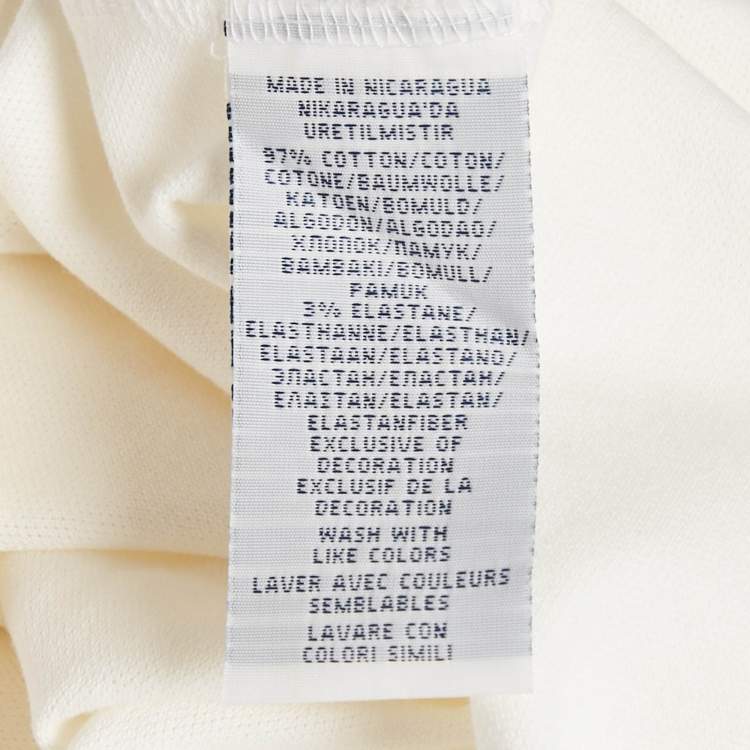 MADE IN NICARAGUA
NIKARAGUA'DA
URETILMISTIR
97% COTTON/COTON/
COTONE/BAUMWOLLE/
KATOEN/BOMULD/
ALGODON/ALGODAO/
ХЛОПОК/ПАМУК/
BAMBAKI/BOMULL/
PAMUK
3% ELASTANE/
ELASTHANNE/ELASTHAN/
ELASTAAN/ELASTANO/
ЭЛАСТАН/ЕЛАСТАН/
ΕΛΑΣΤΑΝ/ELASTAN/
ELASTANFIBER
EXCLUSIVE OF
DECORATION
EXCLUSIF DE LA
DECORATION
WASH WITH
LIKE COLORS
LAVER AVEC COULEURS
SEMBLABLES
LAVARE CON
COLORI SIMILI